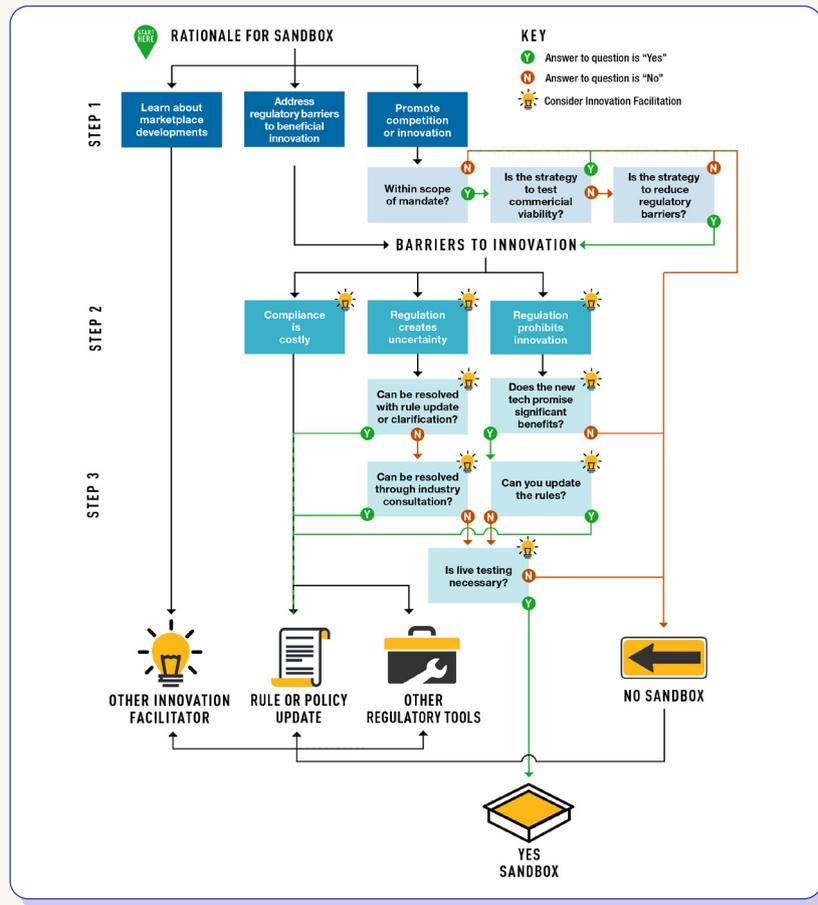 START
HERE
RATIONALE FOR SANDBOX
KEY
Y Answer to question is “Yes”
N Answer to question is “No”
Consider Innovation Facilitation
STEP 1
Learn about
marketplace
developments
Address
regulatory barriers
to beneficial
innovation
Promote
competition
or innovation
Within scope
of mandate?
N
Y
Is the strategy
to test
commericial
viability?
Y
N
Is the strategy
to reduce
regulatory
barriers?
N
Y
BARRIERS TO INNOVATION
STEP 2
Compliance
is
costly
Regulation
creates
uncertainty
Regulation
prohibits
innovation
STEP 3
Can be resolved
with rule update
or clarification?
Y
N
Does the new
tech promise
significant
benefits?
Y
N
Can be resolved
through industry
consultation?
Y
N
Can you update
the rules?
N
Y
Is live testing
necessary?
N
Y
OTHER INNOVATION
FACILITATOR
RULE OR POLICY
UPDATE
OTHER
REGULATORY TOOLS
NO SANDBOX
YES
SANDBOX